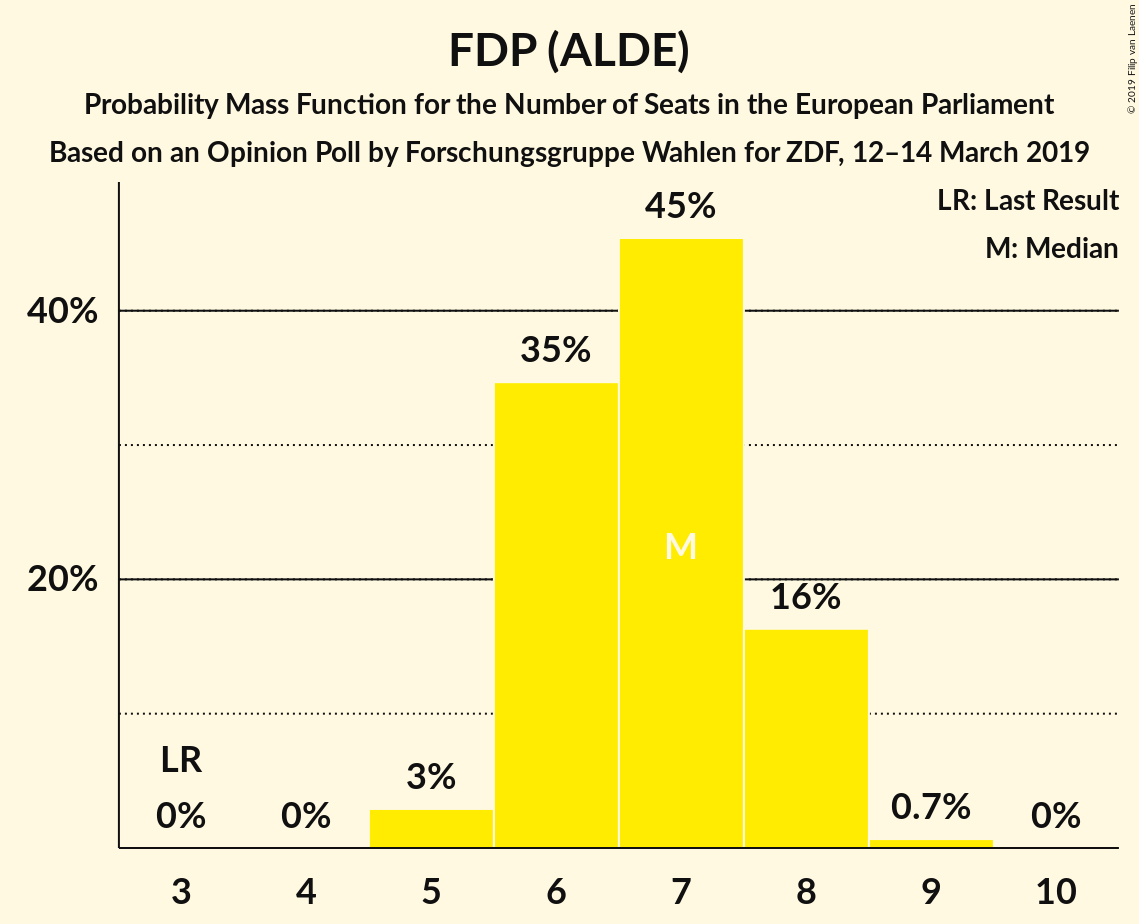 FDP (ALDE)
Probability Mass Function for the Number of Seats in the European Parliament
Based on an Opinion Poll by Forschungsgruppe Wahlen for ZDF, 12–14 March 2019
© 2019 Filip van Laenen
LR: Last Result
M: Median
45%
40%
35%
M
20%
16%
LR
3%
0%
0%
0.7%
0%
3
4
5
6
7
8
9
10